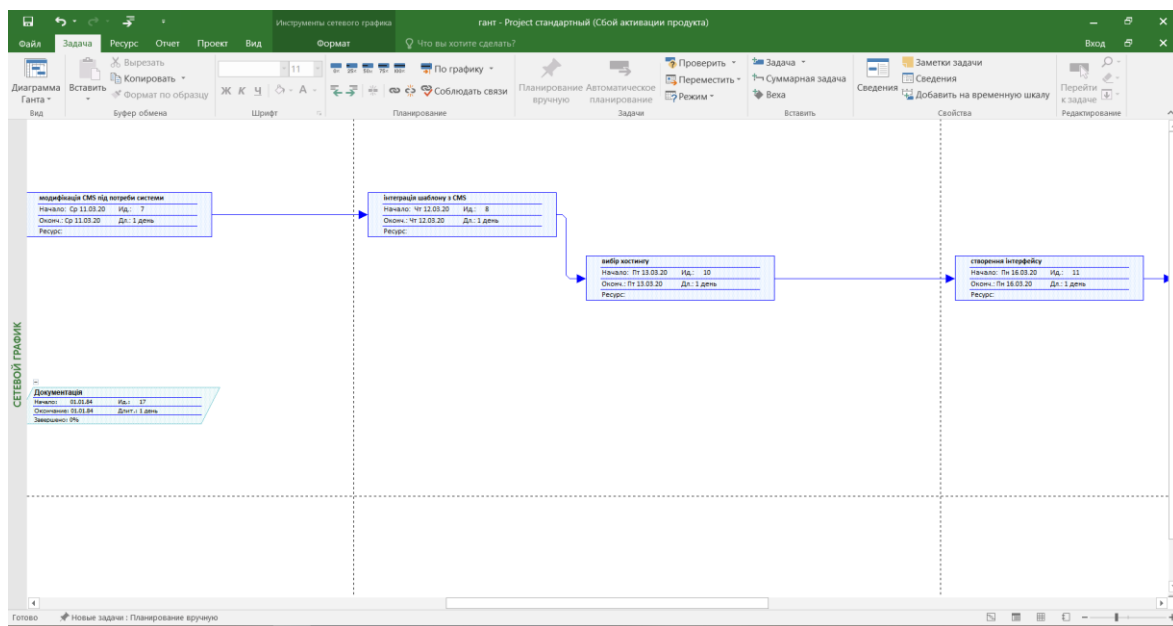 Инструменты сетевого графика
гант - Project стандартный (Сбой активации продукта)
Файл Задача Ресурс Отчет Проект Вид Формат Что вы хотите сделать? Вход
Диаграмма Ганта
Вид
Вставить
Вырезать
Копировать
Формат по образцу
Буфер обмена
11
Ж К Ч А
Шрифт
По графику
Соблюдать связи
Планирование
Планирование вручную
Автоматическое планирование
Проверить
Переместить
Режим
Задачи
Задача
Суммарная задача
Веха
Вставить
Сведения
Заметки задачи
Сведения
Добавить на временную шкалу
Свойства
Перейти к задаче
Редактирование
СЕТЕВОЙ ГРАФИК
модифікація CMS під потреби системи
Начало: Ср 11.03.20 Ид.: 7
Оконч.: Ср 11.03.20 Дл.: 1 день
Ресурс:
інтеграція шаблону з CMS
Начало: Чт 12.03.20 Ид.: 8
Оконч.: Чт 12.03.20 Дл.: 1 день
Ресурс:
вибір костингу
Начало: Пт 13.03.20 Ид.: 10
Оконч.: Пт 13.03.20 Дл.: 1 день
Ресурс:
створення інтерфейсу
Начало: Пн 16.03.20 Ид.: 11
Оконч.: Пн 16.03.20 Дл.: 1 день
Ресурс:
Документація
Начало: 01.01.84 Ид.: 17
Окончание: 01.01.84 Длит.: 1 день
Завершено: 0%
Готово Новые задачи : Планирование вручную